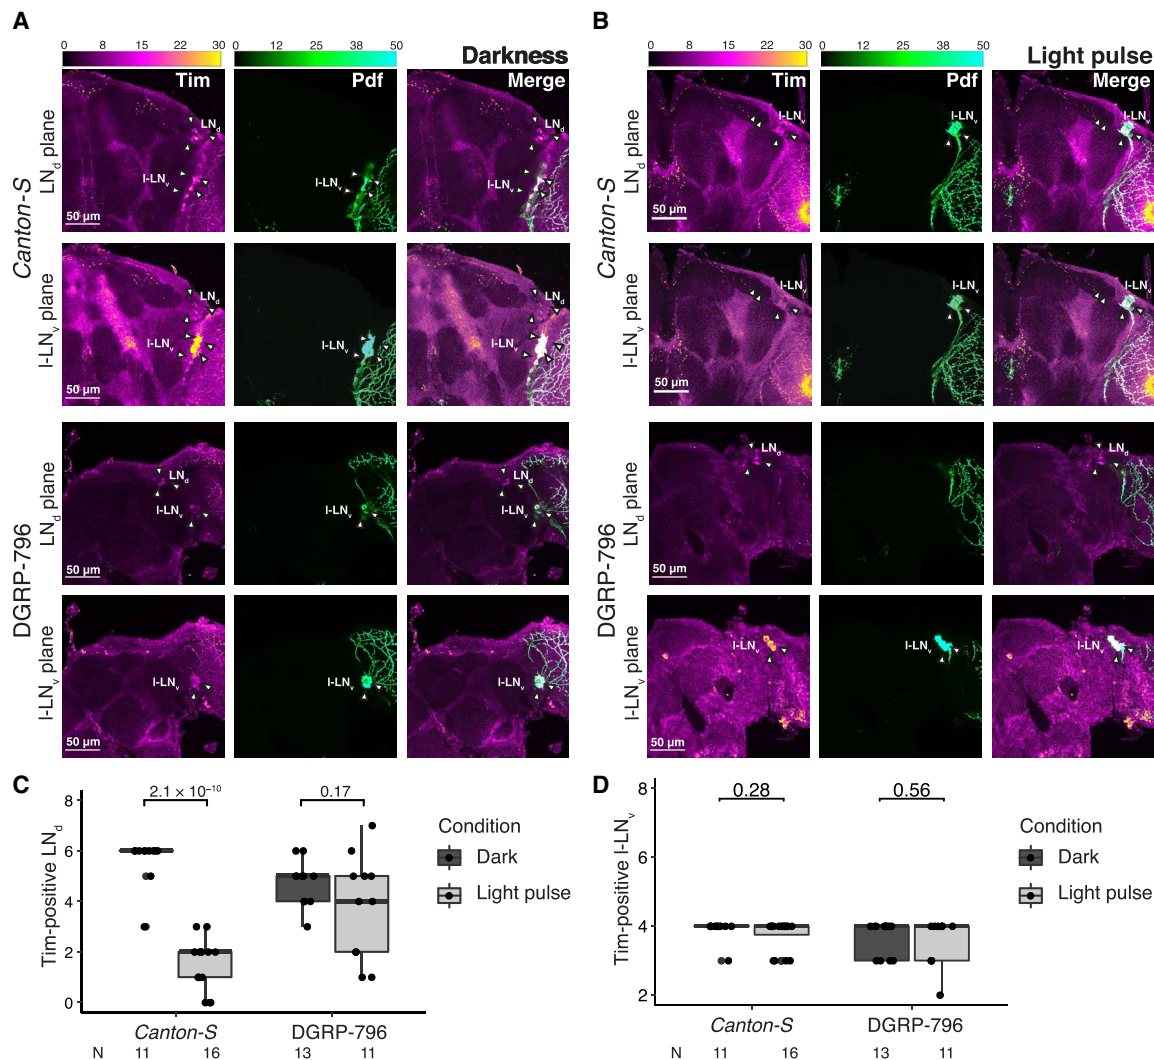 A
B
0 8 15 22 30
0 12 25 38 50
Darkness
Tim
Pdf
Merge
0 8 15 22 30
0 12 25 38 50
Light pulse
Tim
Pdf
Merge
Canton-S
LNd plane
LNd
l-LNv
50 µm
l-LNv
LNd
l-LNv
Canton-S
LNd plane
l-LNv
50 µm
l-LNv
l-LNv
l-LNv plane
LNd
l-LNv
50 µm
l-LNv
LNd
l-LNv
l-LNv plane
l-LNv
50 µm
l-LNv
l-LNv
DGRP-796
LNd plane
LNd
l-LNv
50 µm
l-LNv
LNd
l-LNv
DGRP-796
LNd plane
LNd
50 µm
LNd
l-LNv plane
l-LNv
50 µm
l-LNv
l-LNv
l-LNv plane
l-LNv
50 µm
l-LNv
l-LNv
C
Tim-positive LNd
8
6
4
2
0
2.1 × 10⁻¹⁰
0.17
Condition
Dark
Light pulse
Canton-S DGRP-796
N 11 16 13 11
D
Tim-positive l-LNv
8
6
4
2
0.28
0.56
Condition
Dark
Light pulse
Canton-S DGRP-796
N 11 16 13 11